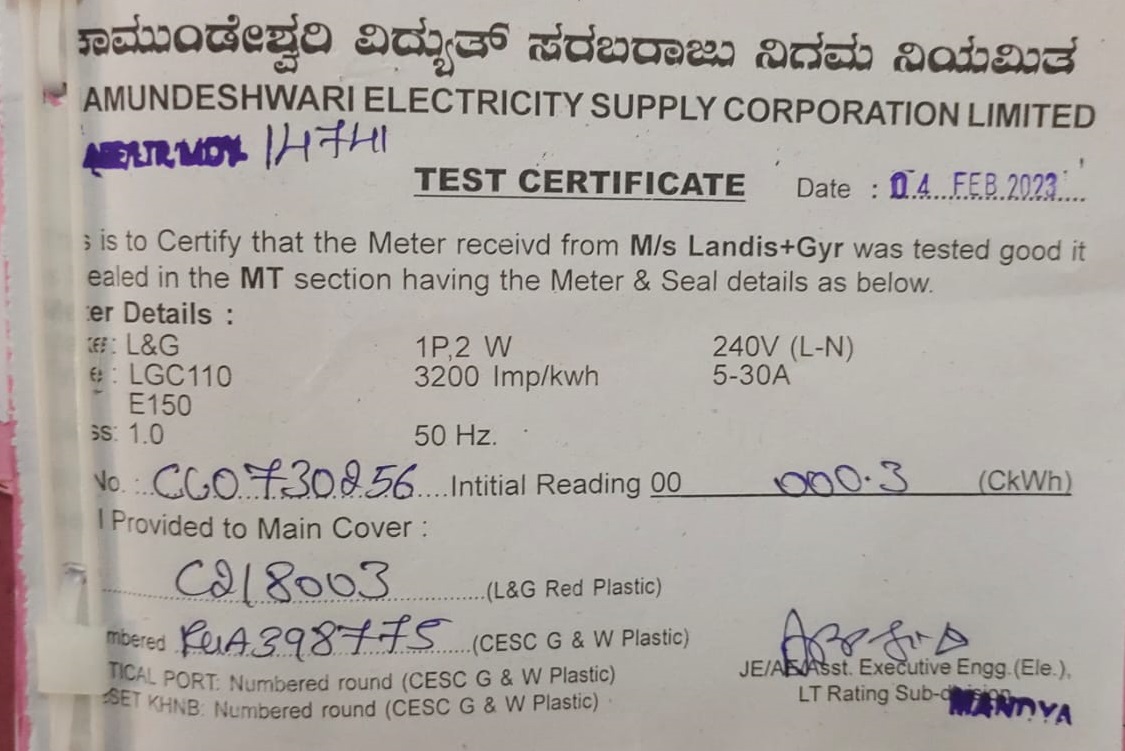 ಚಾಮುಂಡೇಶ್ವರಿ ವಿದ್ಯುತ್ ಸರಬರಾಜು ನಿಗಮ ನಿಯಮಿತ
AMUNDESHWARI ELECTRICITY SUPPLY CORPORATION LIMITED
14741
TEST CERTIFICATE Date : 04 FEB 2023
s is to Certify that the Meter receivd from M/s Landis+Gyr was tested good it
ealed in the MT section having the Meter & Seal details as below.
er Details :
: L&G 1P,2 W 240V (L-N)
e : LGC110 3200 Imp/kwh 5-30A
E150
ss: 1.0 50 Hz.
No. : CG0730256 Intitial Reading 00 000.3 (CkWh)
l Provided to Main Cover :
C218003 (L&G Red Plastic)
mbered 398775 (CESC G & W Plastic)
TICAL PORT: Numbered round (CESC G & W Plastic)
SET KHNB: Numbered round (CESC G & W Plastic)
JE/AE/Asst. Executive Engg.(Ele.),
LT Rating Sub-division
MANDYA